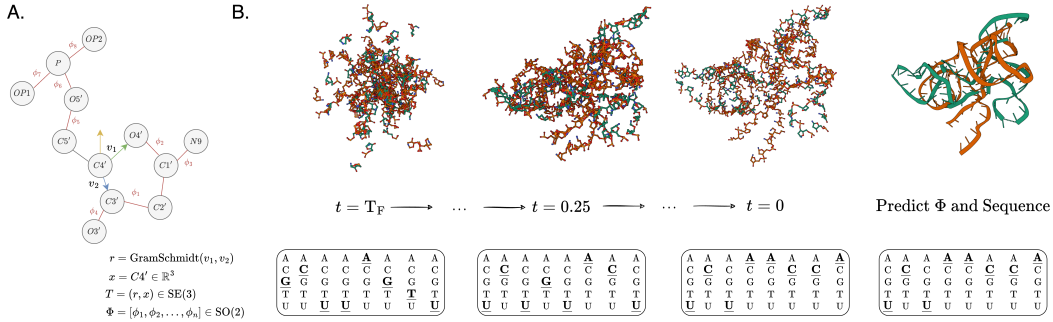 A.
B.
OP2
ϕ₈
P
ϕ₇
ϕ₆
OP1
O5′
ϕ₅
C5′
v₁
O4′
ϕ₂
N9
C4′
C1′
ϕ₃
v₂
C3′
ϕ₁
C2′
ϕ₄
O3′
r = GramSchmidt(v₁, v₂)
x = C4′ ∈ ℝ³
T = (r, x) ∈ SE(3)
Φ = [ϕ₁, ϕ₂, …, ϕₙ] ∈ SO(2)
t = T_F ... t = 0.25 ... t = 0 Predict Φ and Sequence
A A A A A A A A
C C C C C C C C
G G G G G G G G
T T T T T T T T
U U U U U U U U
A A A A A A A A
C C C C C C C C
G G G G G G G G
T T T T T T T T
U U U U U U U U
A A A A A A A A
C C C C C C C C
G G G G G G G G
T T T T T T T T
U U U U U U U U
A A A A A A A A
C C C C C C C C
G G G G G G G G
T T T T T T T T
U U U U U U U U